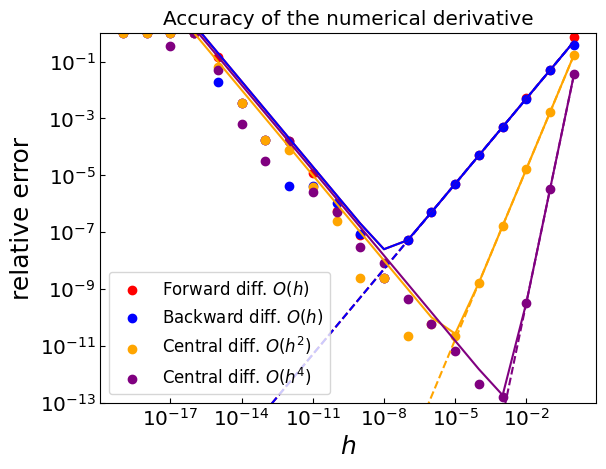 Accuracy of the numerical derivative
relative error
10⁻¹
10⁻³
10⁻⁵
10⁻⁷
10⁻⁹
10⁻¹¹
10⁻¹³
Forward diff. O(h)
Backward diff. O(h)
Central diff. O(h²)
Central diff. O(h⁴)
10⁻¹⁷ 10⁻¹⁴ 10⁻¹¹ 10⁻⁸ 10⁻⁵ 10⁻²
h